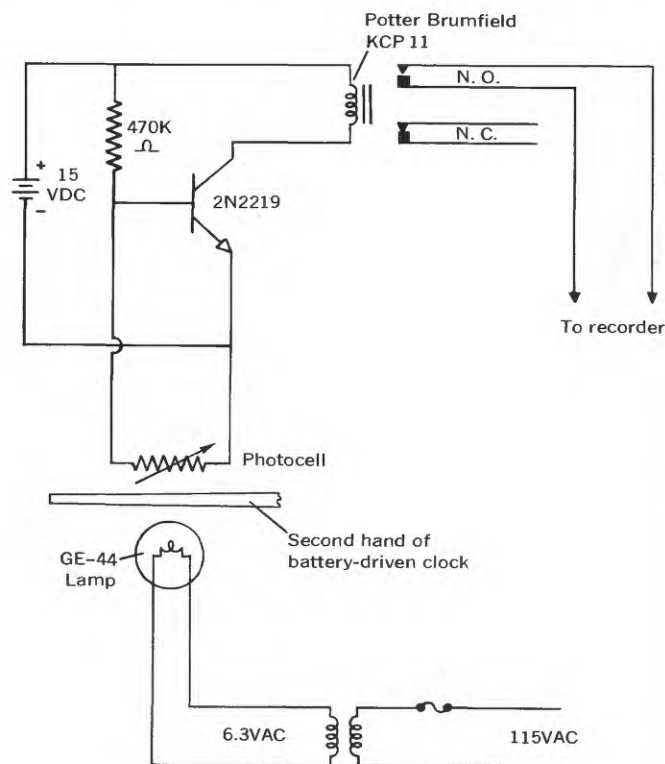 Potter Brumfield
KCP 11
N. O.
470K
Ω
N. C.
+
15
VDC
–
2N2219
To recorder
Photocell
Second hand of
battery-driven clock
GE-44
Lamp
6.3VAC
115VAC